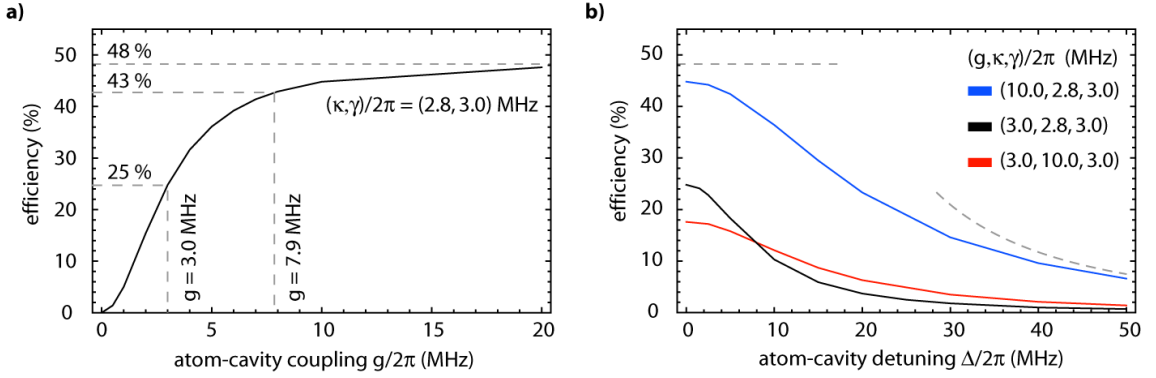 a)
efficiency (%)
50
40
30
20
10
0
48 %
43 %
25 %
(κ,γ)/2π = (2.8, 3.0) MHz
g = 3.0 MHz
g = 7.9 MHz
0 5 10 15 20
atom-cavity coupling g/2π (MHz)
b)
efficiency (%)
50
40
30
20
10
0
(g,κ,γ)/2π (MHz)
(10.0, 2.8, 3.0)
(3.0, 2.8, 3.0)
(3.0, 10.0, 3.0)
0 10 20 30 40 50
atom-cavity detuning Δ/2π (MHz)